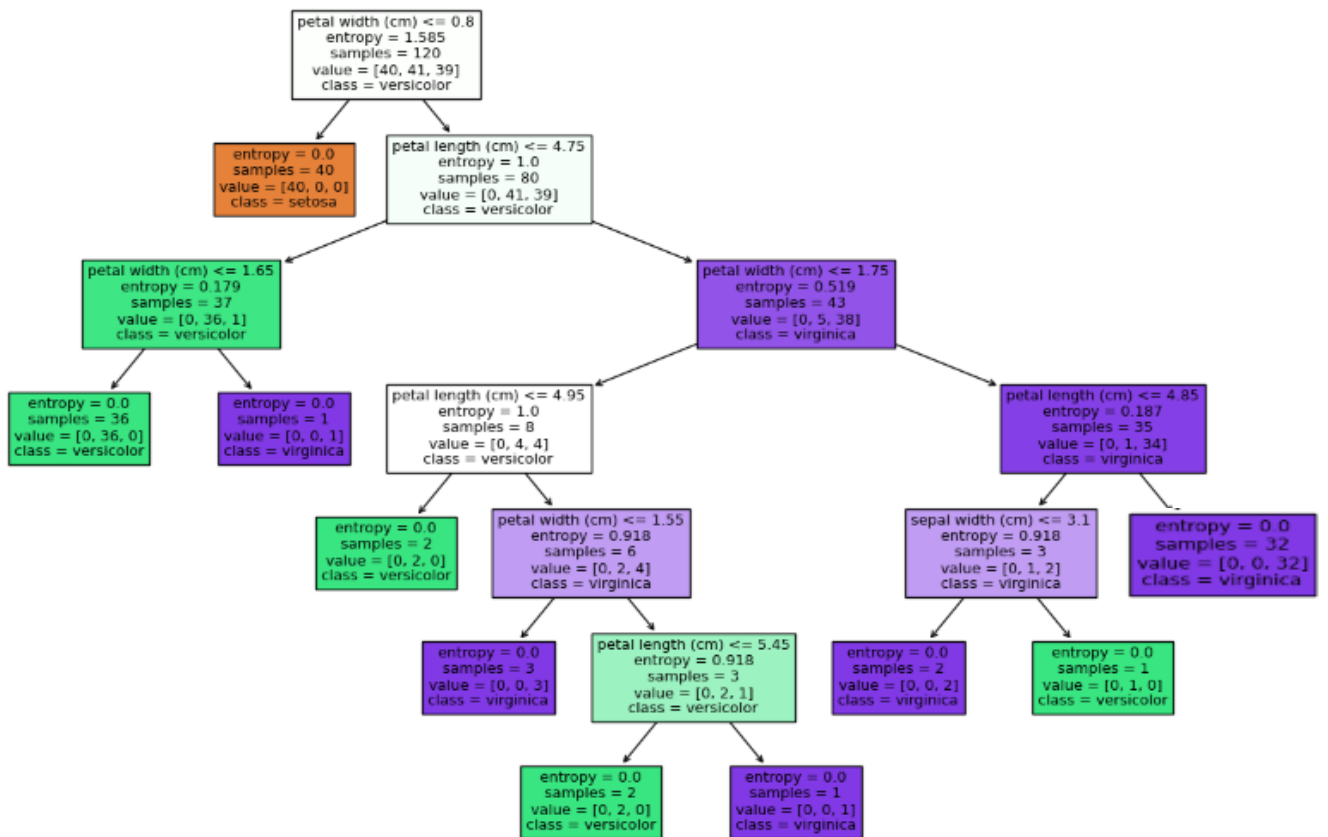 petal width (cm) <= 0.8
entropy = 1.585
samples = 120
value = [40, 41, 39]
class = versicolor
entropy = 0.0
samples = 40
value = [40, 0, 0]
class = setosa
petal length (cm) <= 4.75
entropy = 1.0
samples = 80
value = [0, 41, 39]
class = versicolor
petal width (cm) <= 1.65
entropy = 0.179
samples = 37
value = [0, 36, 1]
class = versicolor
petal width (cm) <= 1.75
entropy = 0.519
samples = 43
value = [0, 5, 38]
class = virginica
entropy = 0.0
samples = 36
value = [0, 36, 0]
class = versicolor
entropy = 0.0
samples = 1
value = [0, 0, 1]
class = virginica
petal length (cm) <= 4.95
entropy = 1.0
samples = 8
value = [0, 4, 4]
class = versicolor
petal length (cm) <= 4.85
entropy = 0.187
samples = 35
value = [0, 1, 34]
class = virginica
entropy = 0.0
samples = 2
value = [0, 2, 0]
class = versicolor
petal width (cm) <= 1.55
entropy = 0.918
samples = 6
value = [0, 2, 4]
class = virginica
sepal width (cm) <= 3.1
entropy = 0.918
samples = 3
value = [0, 1, 2]
class = virginica
entropy = 0.0
samples = 32
value = [0, 0, 32]
class = virginica
entropy = 0.0
samples = 3
value = [0, 0, 3]
class = virginica
petal length (cm) <= 5.45
entropy = 0.918
samples = 3
value = [0, 2, 1]
class = versicolor
entropy = 0.0
samples = 2
value = [0, 0, 2]
class = virginica
entropy = 0.0
samples = 1
value = [0, 1, 0]
class = versicolor
entropy = 0.0
samples = 2
value = [0, 2, 0]
class = versicolor
entropy = 0.0
samples = 1
value = [0, 0, 1]
class = virginica